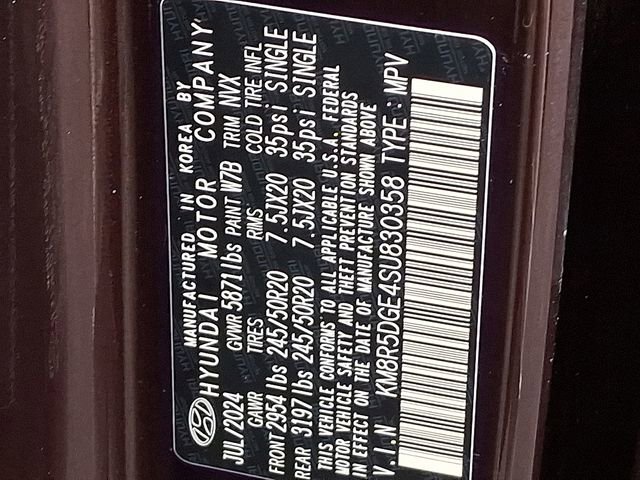 MANUFACTURED IN KOREA BY
HYUNDAI MOTOR COMPANY
JUL/2024 GVWR 5871 lbs PAINT W7B TRIM NVX
GAWR TIRES RIMS COLD TIRE INFL
FRONT 2954 lbs 245/50R20 7.5JX20 35psi SINGLE
REAR 3197 lbs 245/50R20 7.5JX20 35psi SINGLE
THIS VEHICLE CONFORMS TO ALL APPLICABLE U.S.A. FEDERAL
MOTOR VEHICLE SAFETY AND THEFT PREVENTION STANDARDS
IN EFFECT ON THE DATE OF MANUFACTURE SHOWN ABOVE
V.I.N KM8R5DGE4SU830358 TYPE : MPV